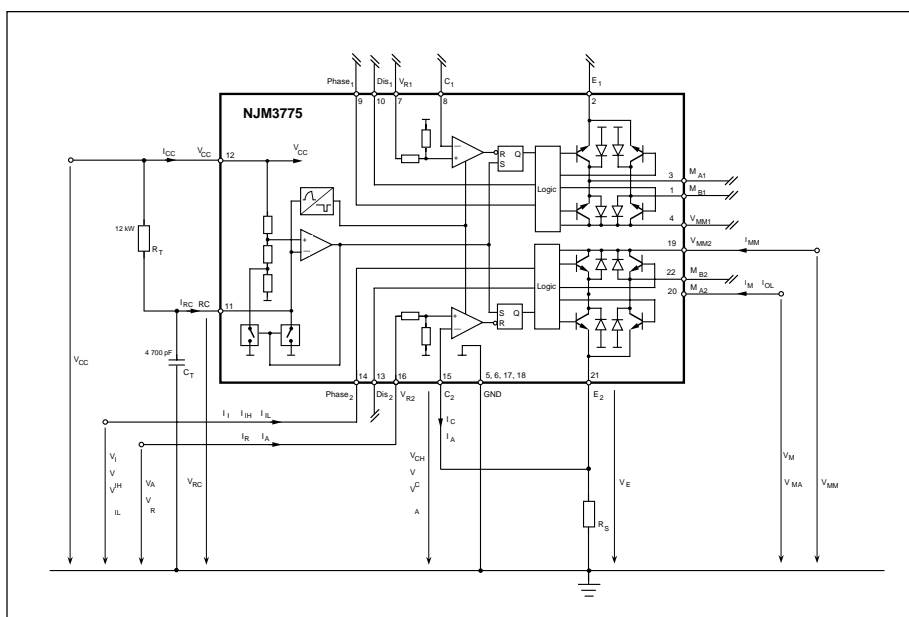 Phase1 Dis1 VR1 C1 E1
9 10 7 8 2
NJM3775
ICC VCC 12 VCC
R Q
S
Logic
3 MA1
1 MB1
4 VMM1
12 kW
RT
+
–
–
+
19 VMM2 IMM
22 MB2
20 MA2 IM IOL
Logic
IRC RC
11
+
–
S Q
R
4 700 pF
CT
VCC
14 13 16 15 5, 6, 17, 18 21
Phase2 Dis2 VR2 C2 GND E2
II IIH IIL
IR IA
IC
IA
VI
V
VIH
IL
VA
V
R
VRC
VCH
V
VC
A
VE
RS
VM
VMA
VMM